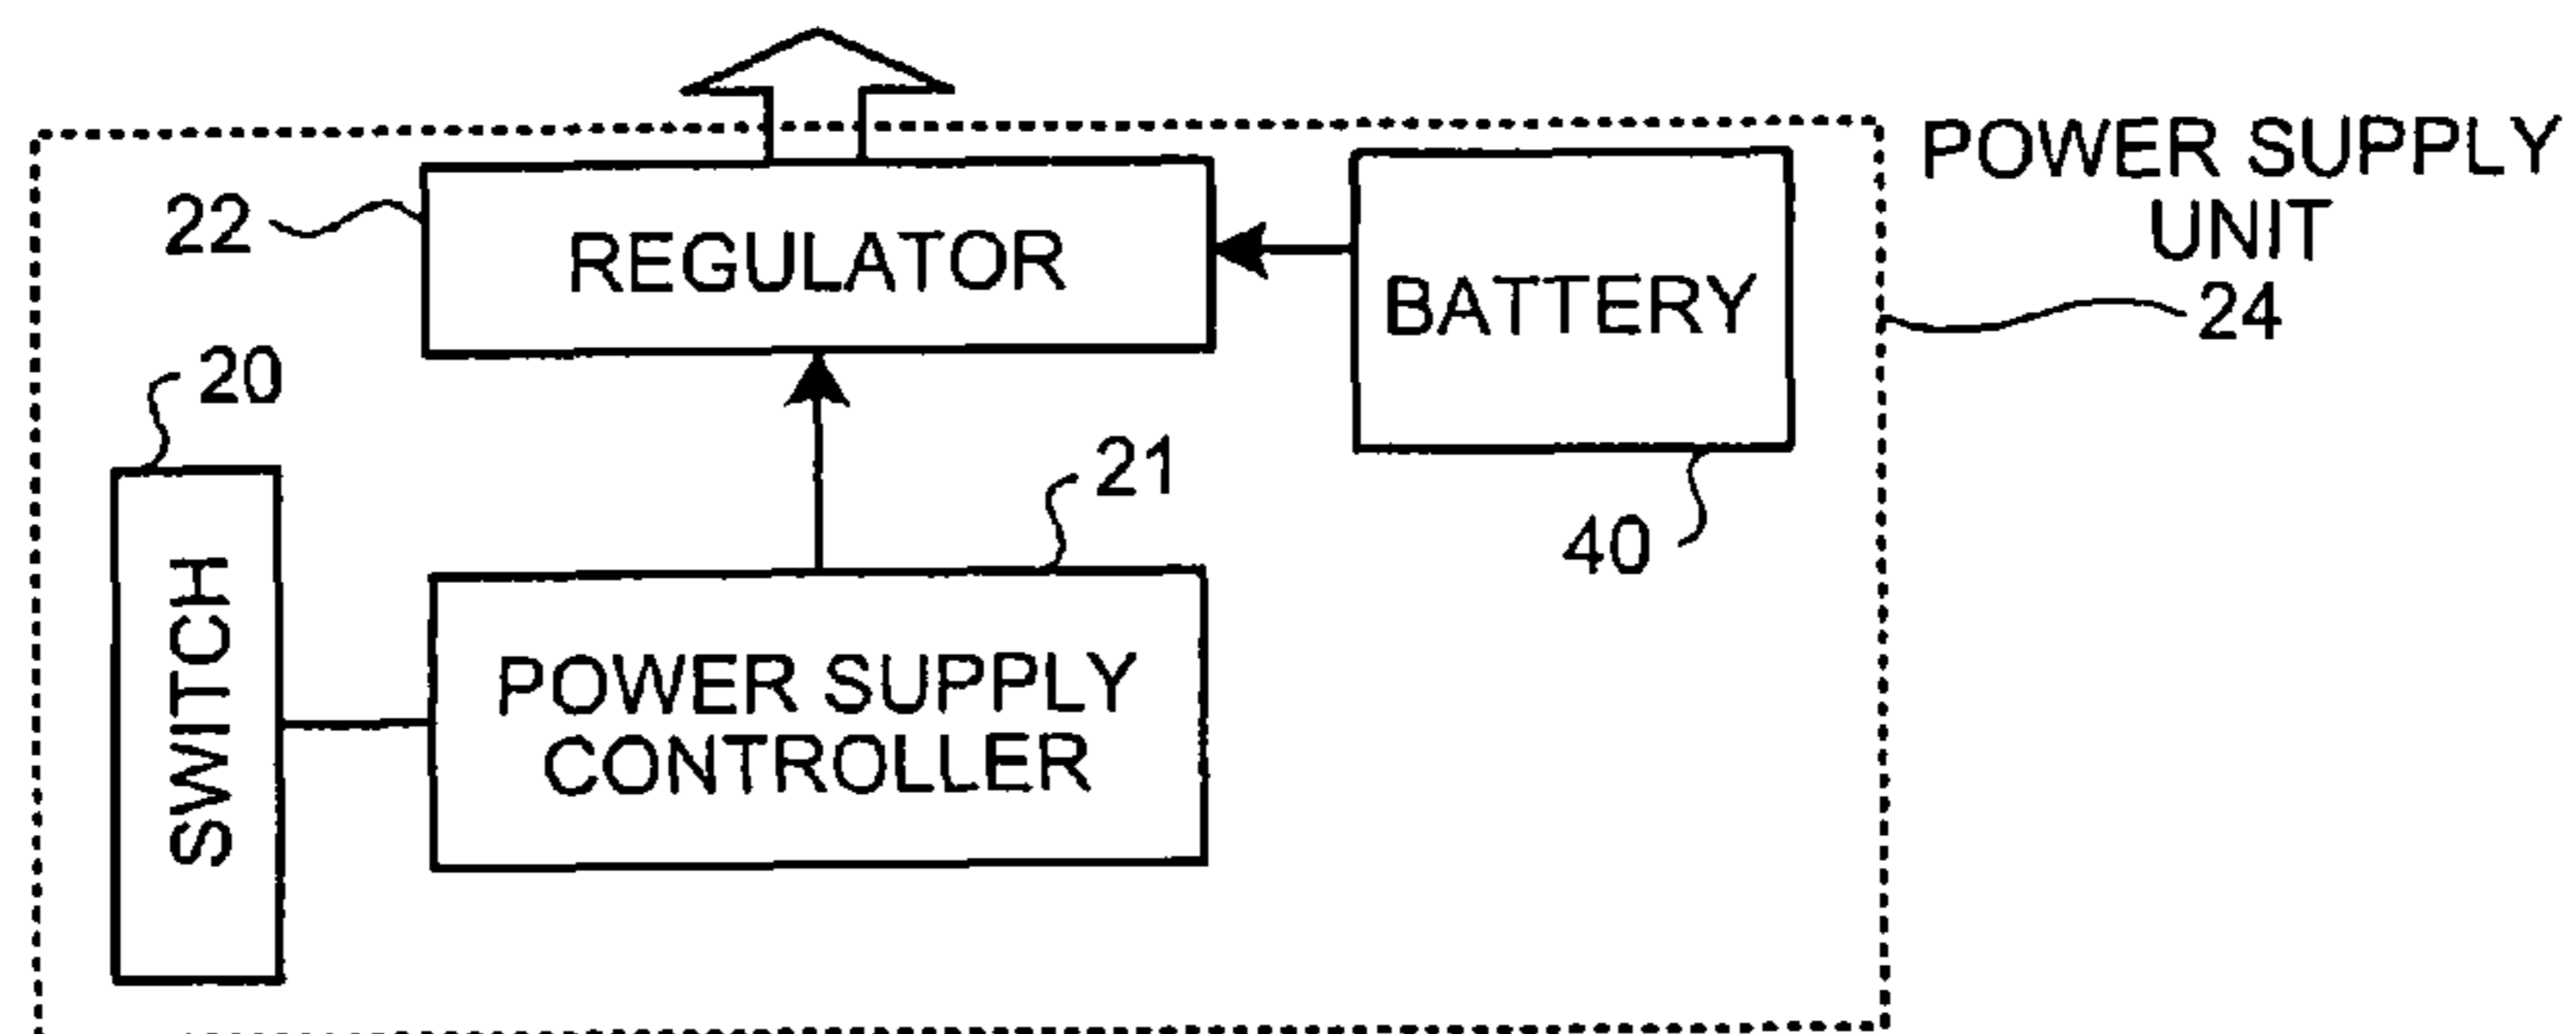 POWER SUPPLY
UNIT
24
22
REGULATOR
BATTERY
20
21
40
SWITCH
POWER SUPPLY
CONTROLLER